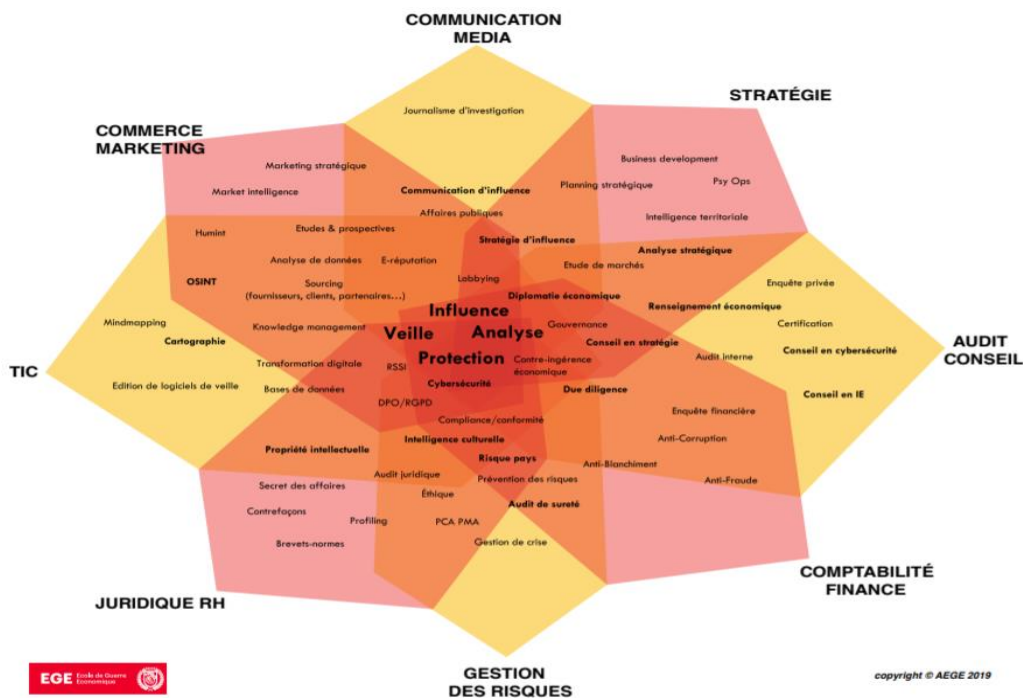 COMMUNICATION
MEDIA
STRATÉGIE
COMMERCE
MARKETING
Journalisme d'investigation
Marketing stratégique
Business development
Market intelligence
Communication d'influence
Planning stratégique
Psy Ops
Affaires publiques
Intelligence territoriale
Humint
Etudes & prospectives
Stratégie d'influence
Analyse stratégique
Analyse de données
E-réputation
Etude de marchés
OSINT
Sourcing
(fournisseurs, clients, partenaires...)
Lobbying
Enquête privée
Diplomatie économique
Renseignement économique
Influence
Mindmapping
Knowledge management
Veille
Analyse
Gouvernance
Certification
Cartographie
Conseil en stratégie
AUDIT
CONSEIL
Conseil en cybersécurité
TIC
Transformation digitale
RSSI
Protection
Contre-ingérence
économique
Audit interne
Edition de logiciels de veille
Bases de données
Cybersécurité
Due diligence
Conseil en IE
DPO/RGPD
Enquête financière
Compliance/conformité
Propriété intellectuelle
Intelligence culturelle
Anti-Corruption
Risque pays
Anti-Blanchiment
Audit juridique
Prévention des risques
Anti-Fraude
Secret des affaires
Éthique
Audit de sureté
Contrefaçons
Profiling
PCA PMA
Brevets-normes
Gestion de crise
COMPTABILITÉ
FINANCE
JURIDIQUE RH
GESTION
DES RISQUES
EGE Ecole de Guerre
Economique
copyright © AEGE 2019